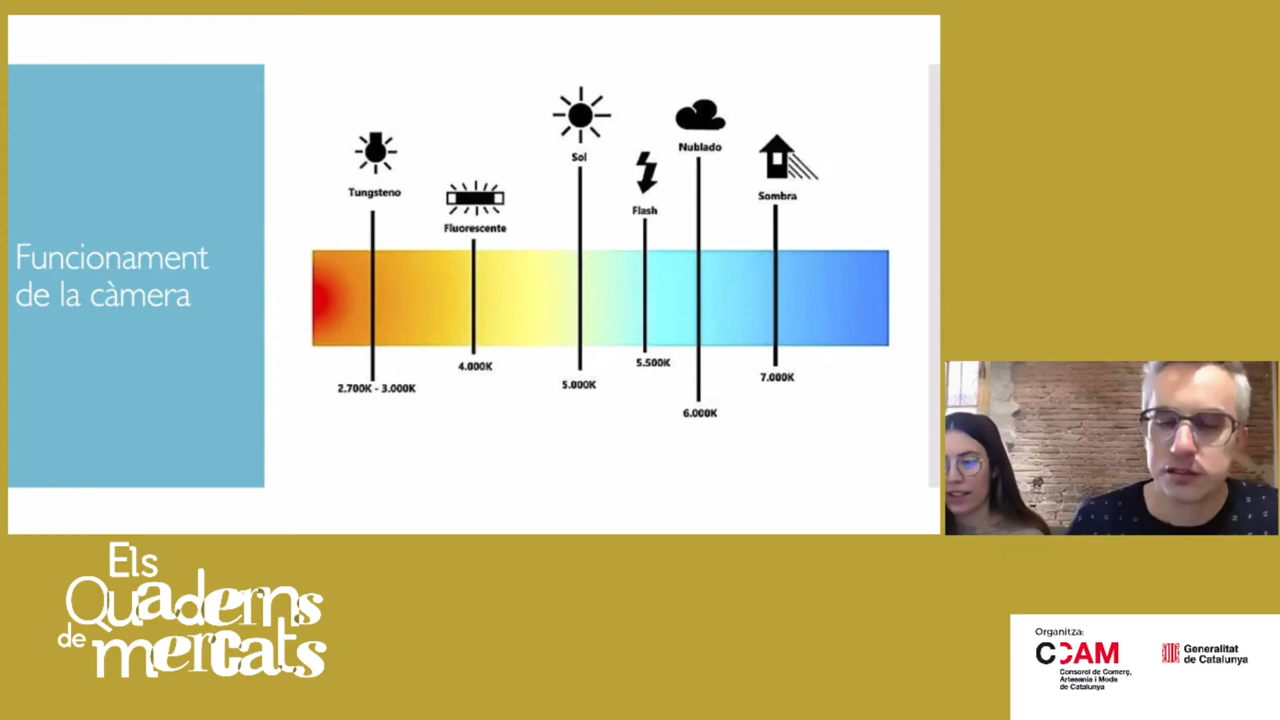 Funcionament
de la càmera
Tungsteno
Fluorescente
Sol
Flash
Nublado
Sombra
2.700K - 3.000K
4.000K
5.000K
5.500K
6.000K
7.000K
Els
Quaderns
de mercats
Organitza:
CCAM
Consorci de Comerç,
Artesania i Moda
de Catalunya
Generalitat
de Catalunya